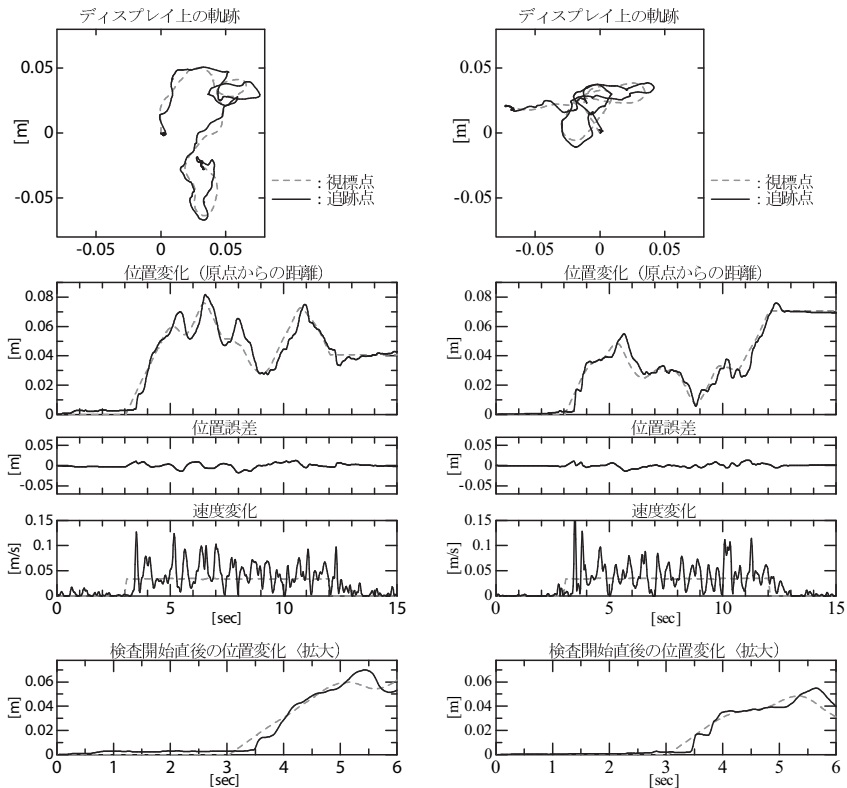 ディスプレイ上の軌跡
0.05
0
-0.05
[m]
-0.05
0
0.05
：視標点
：追跡点
位置変化（原点からの距離）
0.08
0.06
0.04
0.02
0
[m]
位置誤差
0.05
0
-0.05
[m]
速度変化
0.15
0.1
0.05
0
[m/s]
0
5
10
15
[sec]
検査開始直後の位置変化〈拡大〉
0.06
0.04
0.02
0
[m]
0
1
2
3
4
5
6
[sec]
ディスプレイ上の軌跡
0.05
0
-0.05
[m]
-0.05
0
0.05
：視標点
：追跡点
位置変化（原点からの距離）
0.08
0.06
0.04
0.02
0
[m]
位置誤差
0.05
0
-0.05
[m]
速度変化
0.15
0.1
0.05
0
[m/s]
0
5
10
15
[sec]
検査開始直後の位置変化〈拡大）
0.06
0.04
0.02
0
[m]
0
1
2
3
4
5
6
[sec]